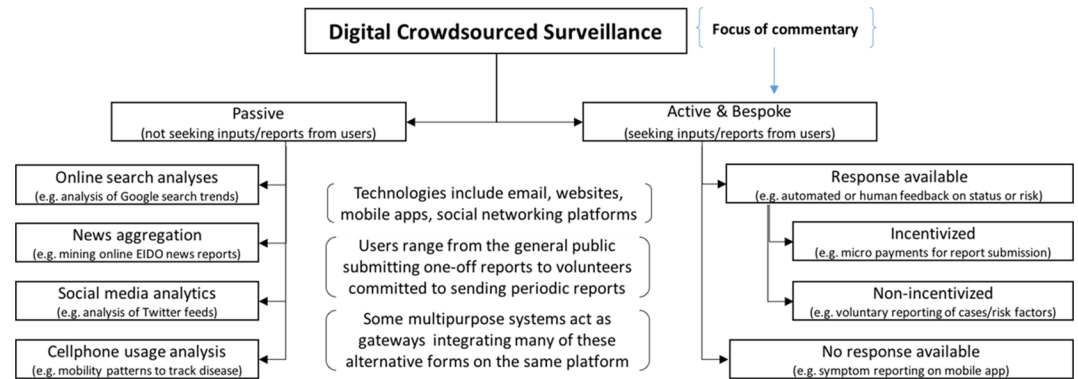 Digital Crowdsourced Surveillance
Focus of commentary
Passive
(not seeking inputs/reports from users)
Active & Bespoke
(seeking inputs/reports from users)
Online search analyses
(e.g. analysis of Google search trends)
News aggregation
(e.g. mining online EIDO news reports)
Social media analytics
(e.g. analysis of Twitter feeds)
Cellphone usage analysis
(e.g. mobility patterns to track disease)
Technologies include email, websites,
mobile apps, social networking platforms
Users range from the general public
submitting one-off reports to volunteers
committed to sending periodic reports
Some multipurpose systems act as
gateways integrating many of these
alternative forms on the same platform
Response available
(e.g. automated or human feedback on status or risk)
Incentivized
(e.g. micro payments for report submission)
Non-incentivized
(e.g. voluntary reporting of cases/risk factors)
No response available
(e.g. symptom reporting on mobile app)